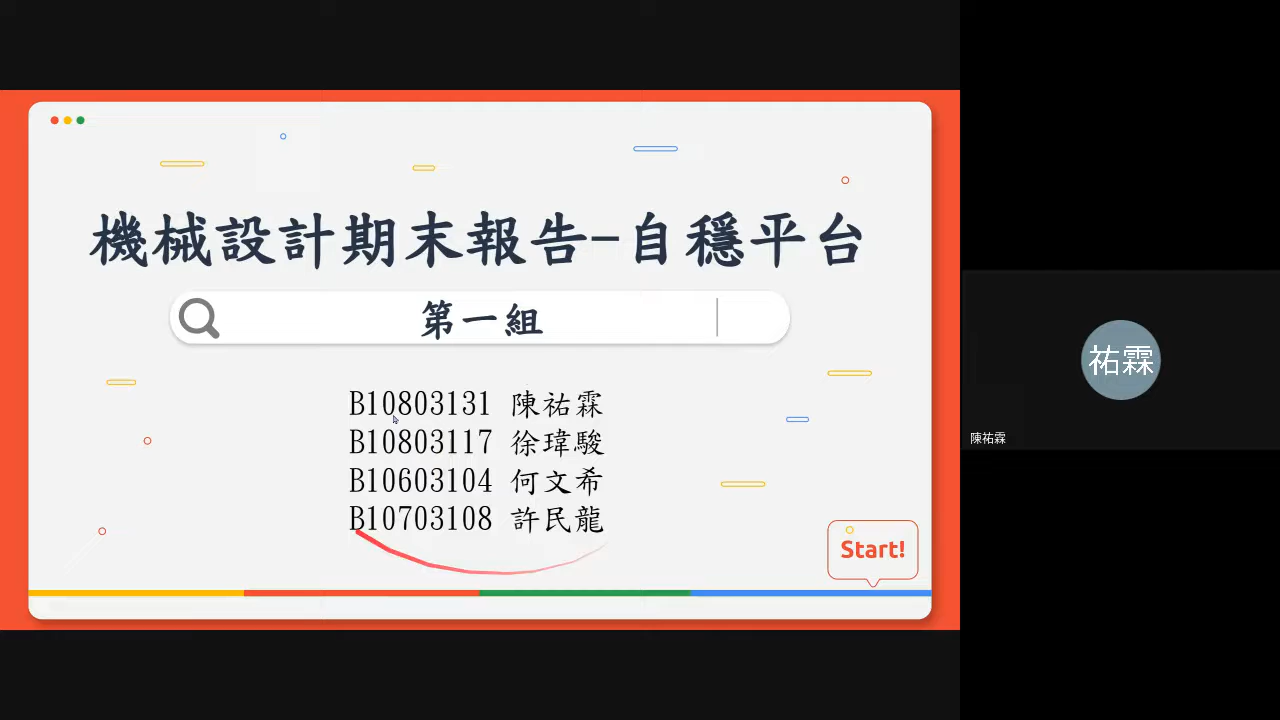 機械設計期末報告-自穩平台
第一組
B10803131 陳祐霖
B10803117 徐瑋駿
B10603104 何文希
B10703108 許民龍
Start!
祐霖
陳祐霖